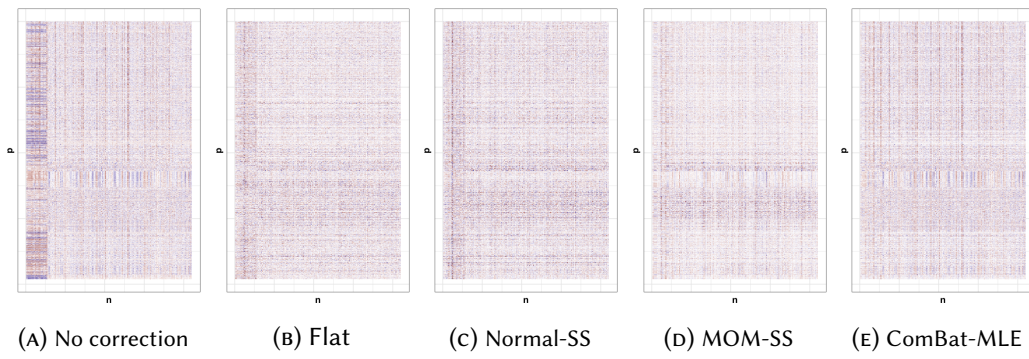 p
p
p
p
p
n
n
n
n
n
(A) No correction
(B) Flat
(C) Normal-SS
(D) MOM-SS
(E) ComBat-MLE